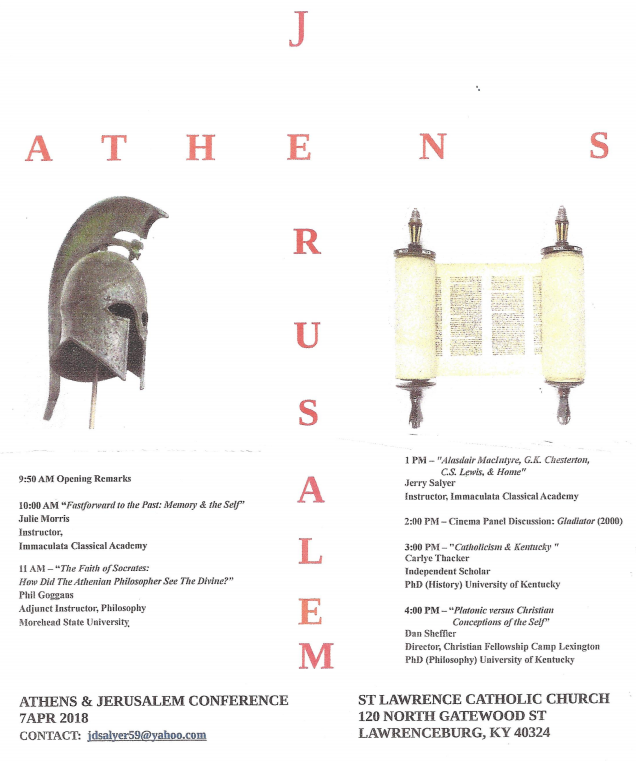 J
ATHENS
E
R
U
S
A
L
E
M
9:50 AM Opening Remarks
10:00 AM “Fastforward to the Past: Memory & the Self”
Julie Morris
Instructor,
Immaculata Classical Academy
11 AM – “The Faith of Socrates:
How Did The Athenian Philosopher See The Divine?”
Phil Goggans
Adjunct Instructor, Philosophy
Morehead State University
1 PM – "Alasdair MacIntyre, G.K. Chesterton,
C.S. Lewis, & Home"
Jerry Salyer
Instructor, Immaculata Classical Academy
2:00 PM – Cinema Panel Discussion: Gladiator (2000)
3:00 PM – "Catholicism & Kentucky "
Carlye Thacker
Independent Scholar
PhD (History) University of Kentucky
4:00 PM – “Platonic versus Christian
Conceptions of the Self”
Dan Sheffler
Director, Christian Fellowship Camp Lexington
PhD (Philosophy) University of Kentucky
ATHENS & JERUSALEM CONFERENCE
7APR 2018
CONTACT: jdsalyer59@yahoo.com
ST LAWRENCE CATHOLIC CHURCH
120 NORTH GATEWOOD ST
LAWRENCEBURG, KY 40324